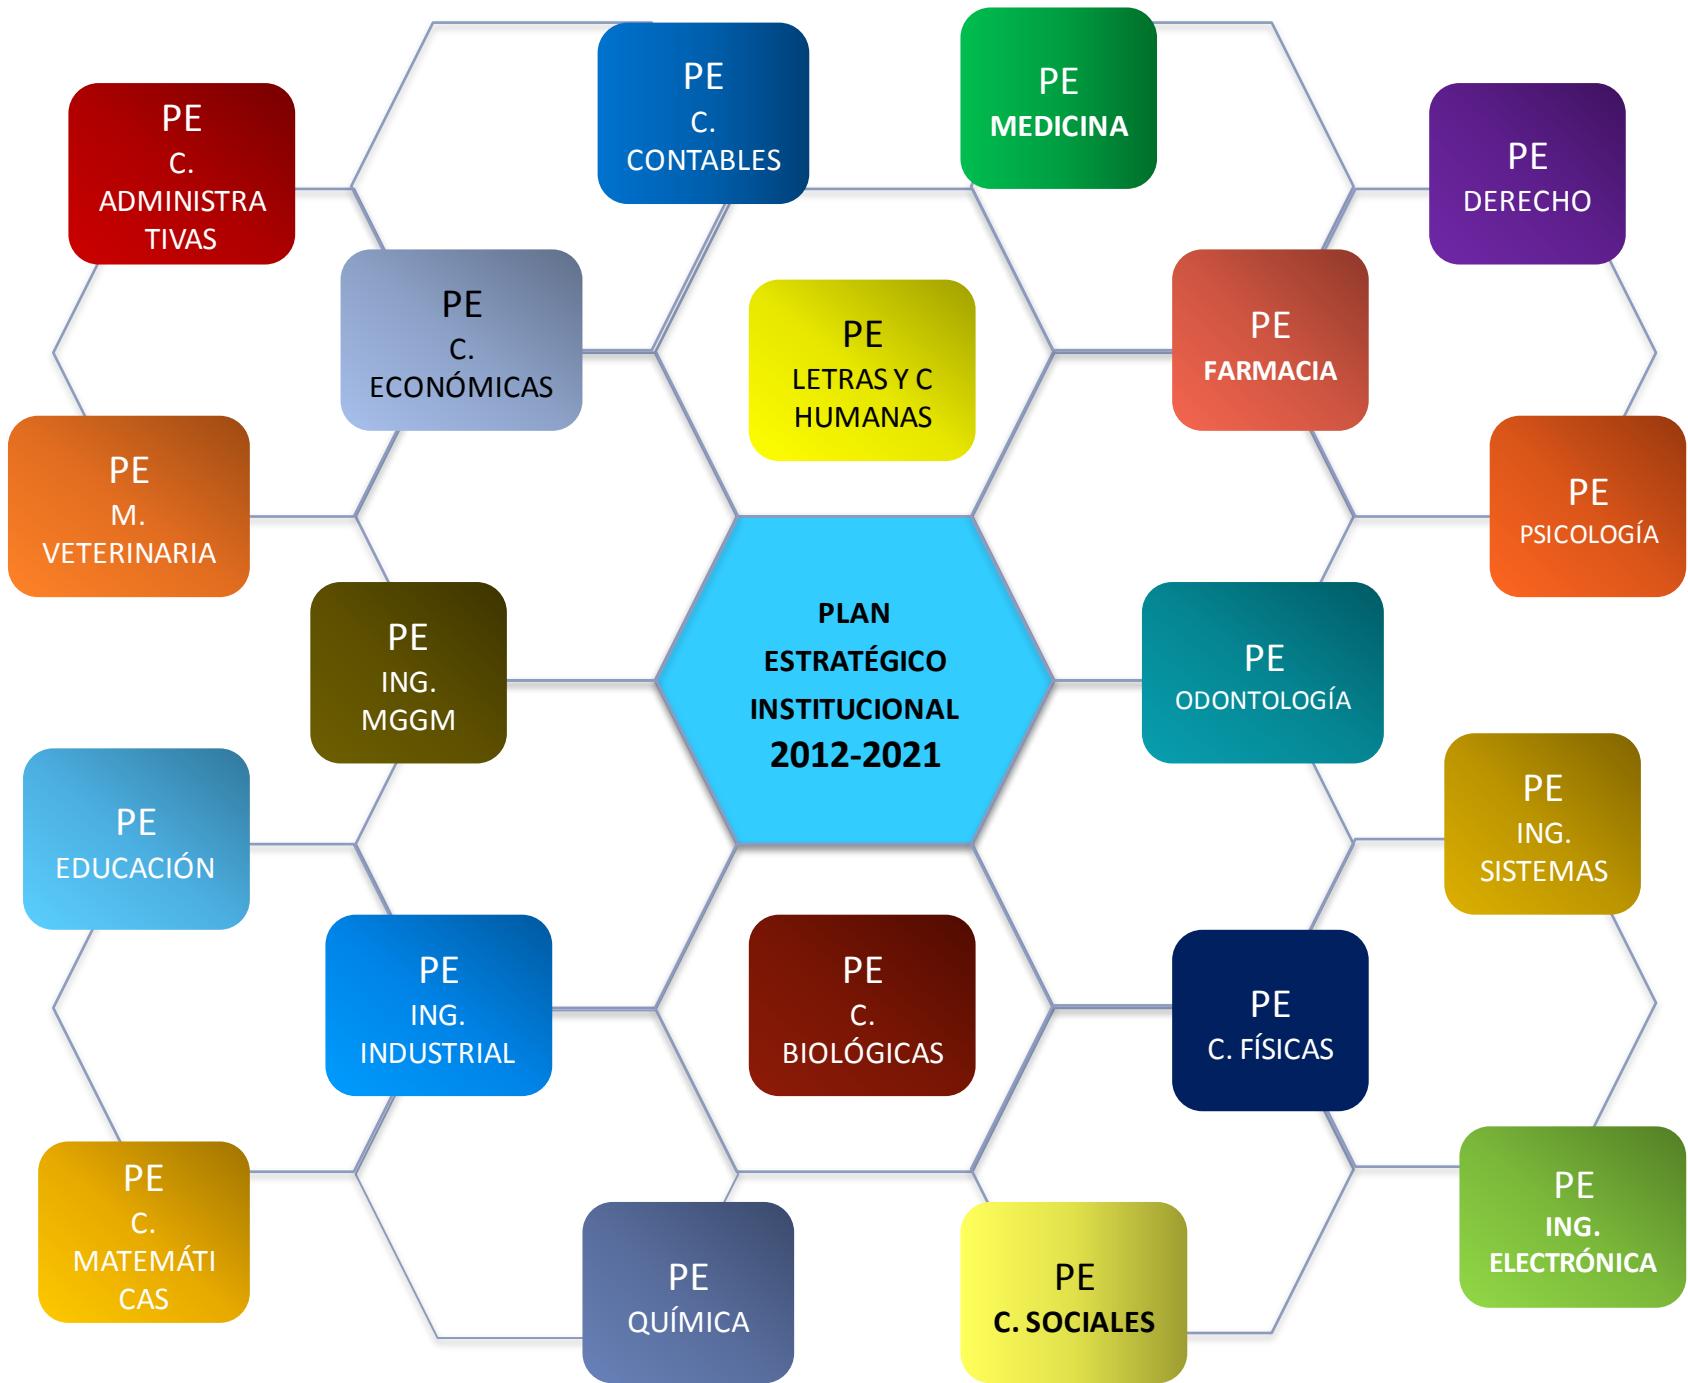 PE
C.
CONTABLES
PE
MEDICINA
PE
C.
ADMINISTRA
TIVAS
PE
DERECHO
PE
C.
ECONÓMICAS
PE
LETRAS Y C
HUMANAS
PE
FARMACIA
PE
M.
VETERINARIA
PE
PSICOLOGÍA
PE
ING.
MGGM
PLAN
ESTRATÉGICO
INSTITUCIONAL
2012-2021
PE
ODONTOLOGÍA
PE
EDUCACIÓN
PE
ING.
SISTEMAS
PE
ING.
INDUSTRIAL
PE
C.
BIOLÓGICAS
PE
C. FÍSICAS
PE
C.
MATEMÁTI
CAS
PE
QUÍMICA
PE
C. SOCIALES
PE
ING.
ELECTRÓNICA